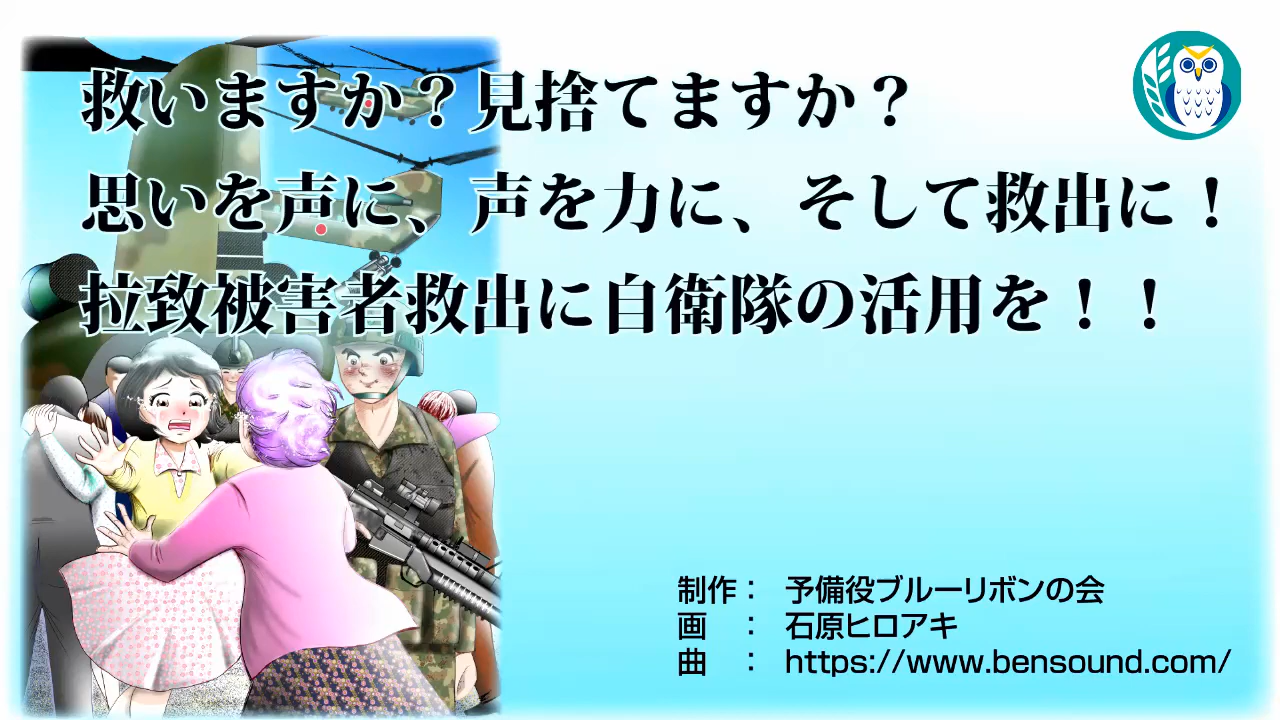 救いますか？見捨てますか？
思いを声に、声を力に、そして救出に！
拉致被害者救出に自衛隊の活用を！！
制作： 予備役ブルーリボンの会
画　： 石原ヒロアキ
曲　： https://www.bensound.com/